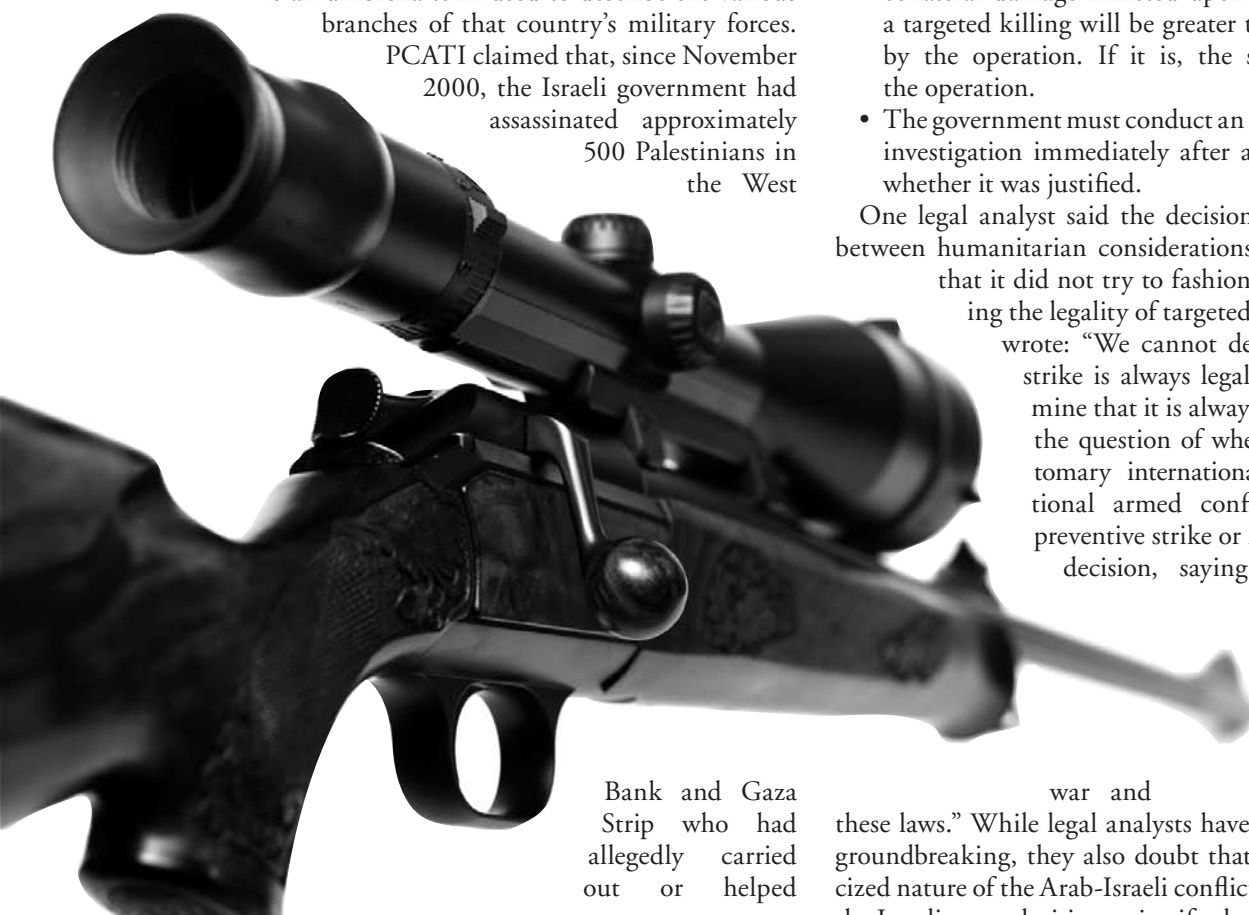 branches of that country's military forces.
PCATI claimed that, since November
2000, the Israeli government had
assassinated approximately
500 Palestinians in
the West
Bank and Gaza
Strip who had
allegedly carried
out or helped
a targeted killing will be greater
by the operation. If it is, the
the operation.
• The government must conduct an
investigation immediately after
whether it was justified.
One legal analyst said the decision
between humanitarian considerations
that it did not try to fashion
ing the legality of targeted
wrote: “We cannot
strike is always legal
mine that it is
the question of
tomary
tional armed
preventive strike or
decision, saying
war and
these laws.” While legal analysts have
groundbreaking, they also doubt that
cized nature of the Arab-Israeli